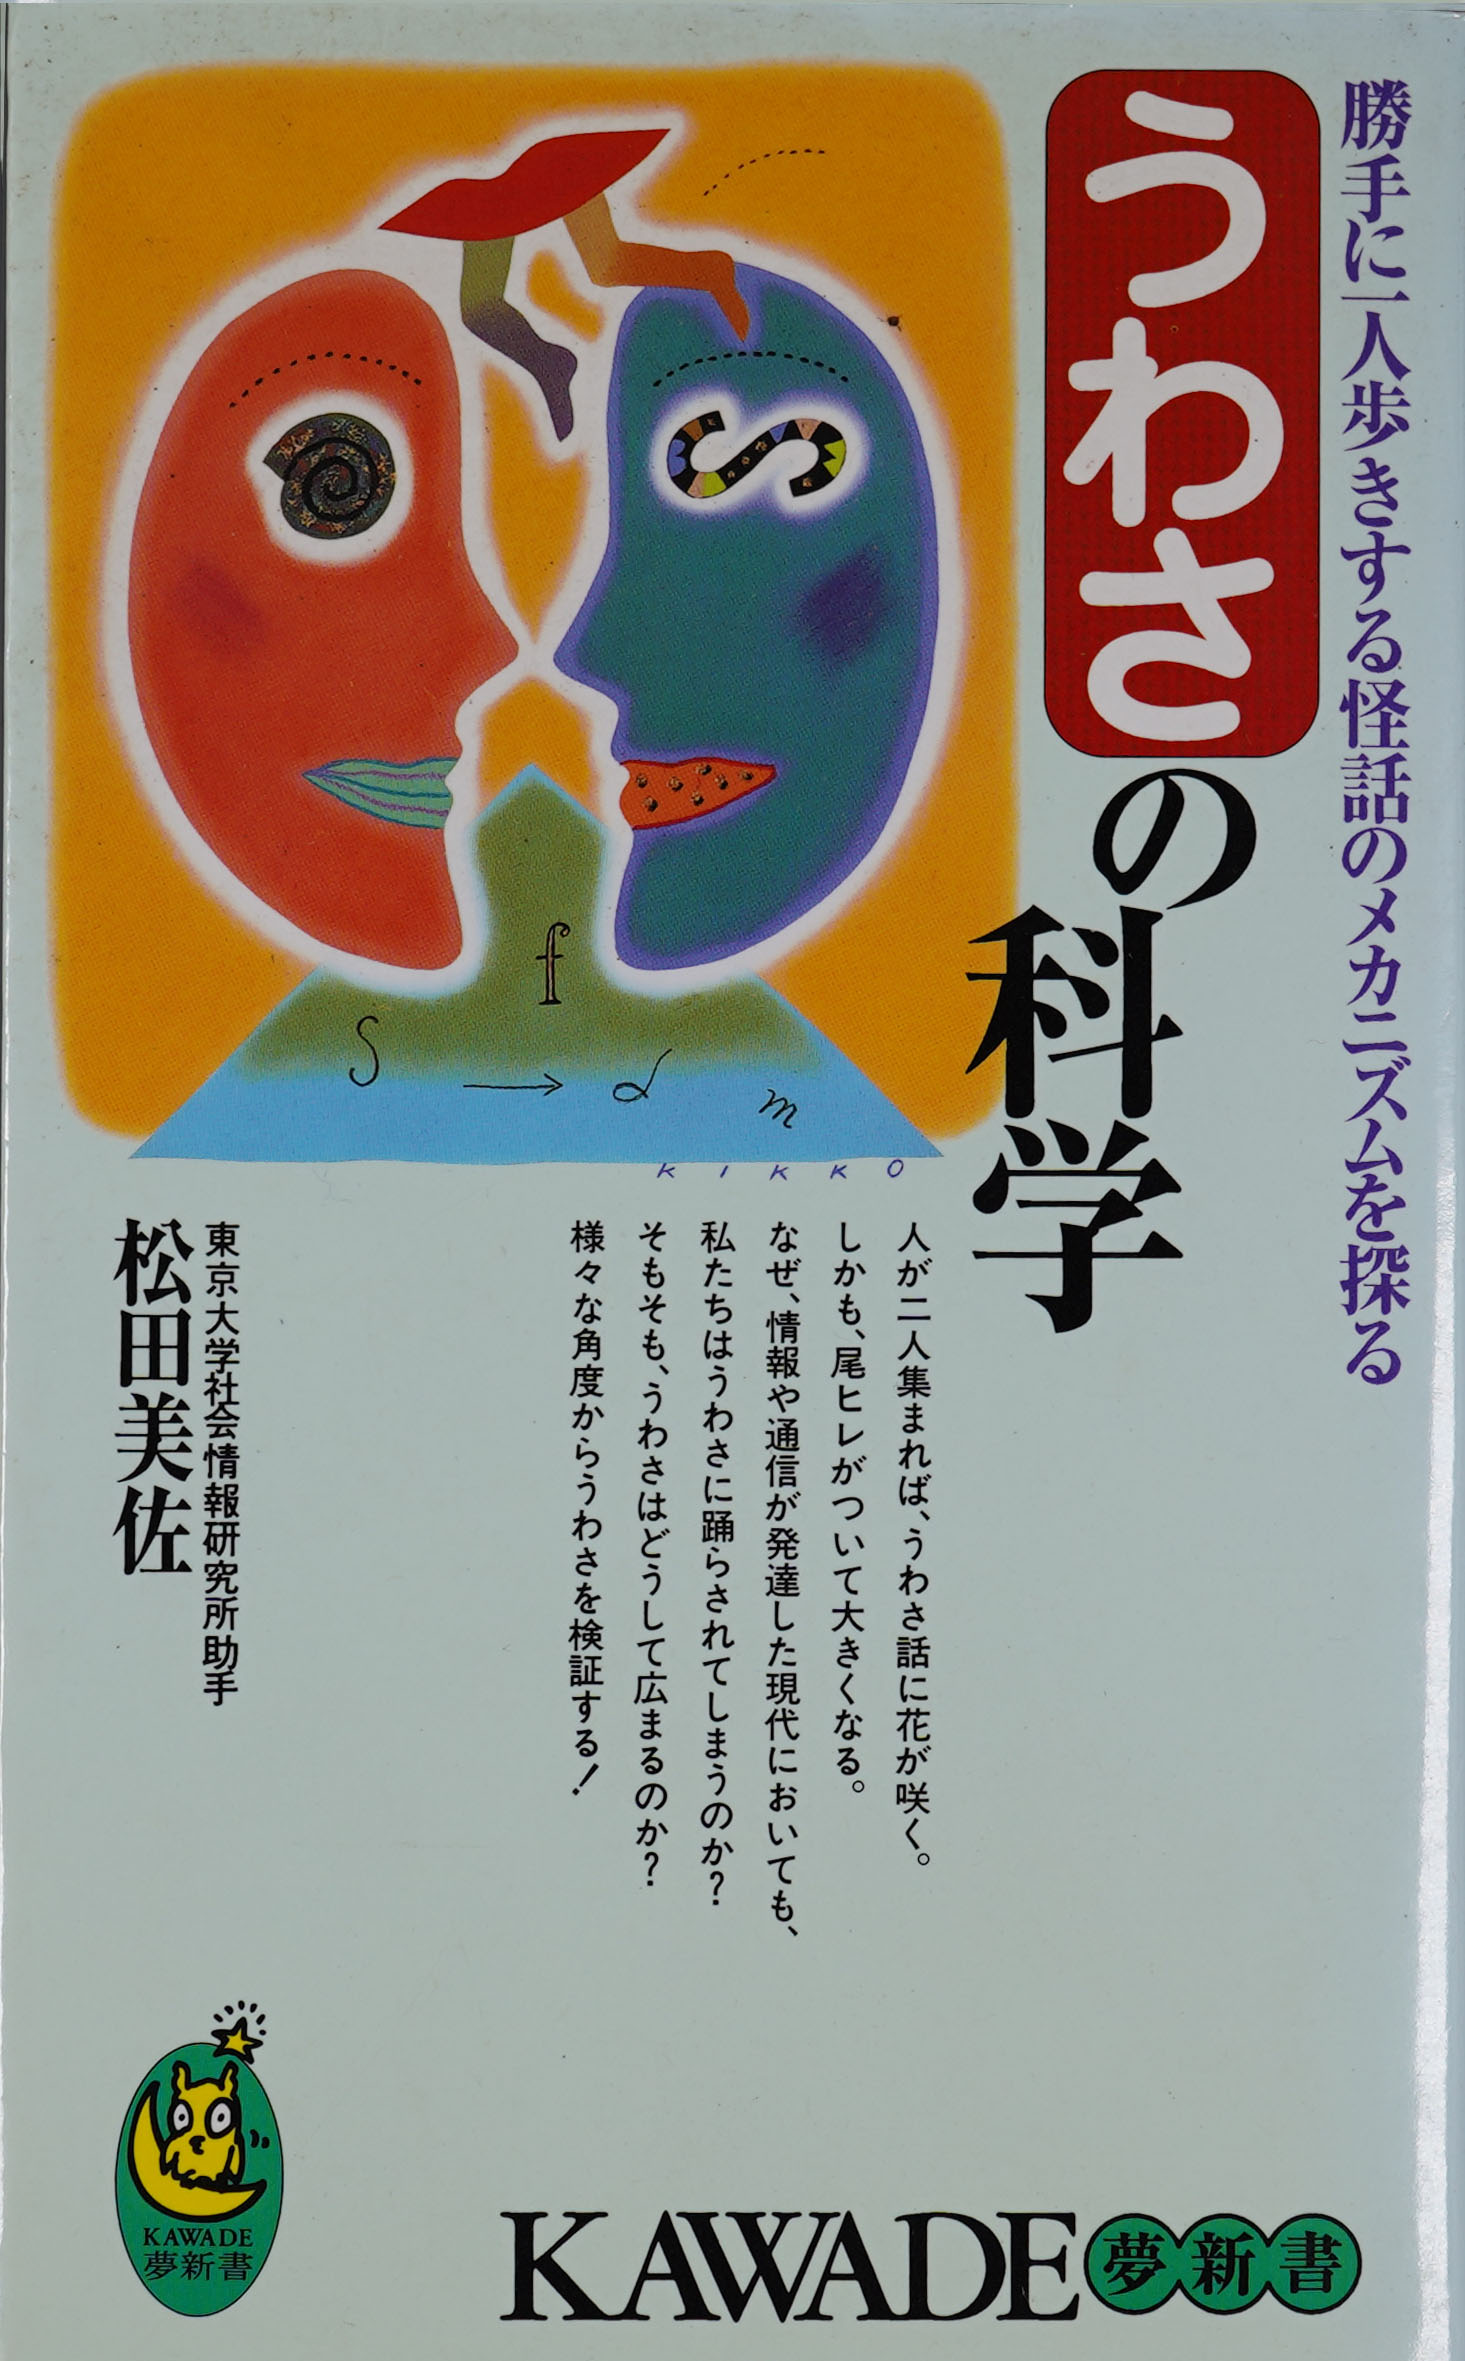 勝手に一人歩きする怪話のメカニズムを探る
うわさの科学
人が二人集まれば、うわさ話に花が咲く。
しかも、尾ヒレがついて大きくなる。
なぜ、情報や通信が発達した現代においても、
私たちはうわさに踊らされてしまうのか?
そもそも、うわさはどうして広まるのか?
様々な角度からうわさを検証する!
東京大学社会情報研究所助手
松田美佐
S
f
→
α
m
KIKKO
KAWADE
夢新書
KAWADE夢新書